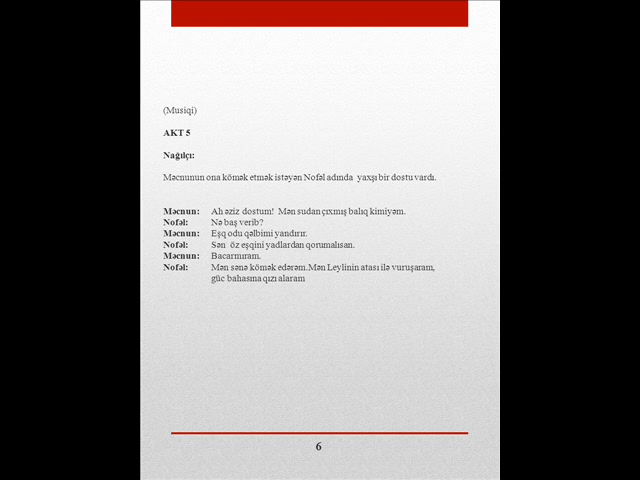 (Musiqi)
AKT 5
Nağılçı:
Məcnunun ona kömək etmək istəyən Nofəl adında yaxşı bir dostu vardı.
Məcnun: Ah əziz dostum! Mən sudan çıxmış balıq kimiyəm.
Nofəl: Nə baş verib?
Məcnun: Eşq odu qəlbimi yandırır.
Nofəl: Sən öz eşqini yadlardan qorumalısan.
Məcnun: Bacarmıram.
Nofəl: Mən sənə kömək edərəm.Mən Leylinin atası ilə vuruşaram,
güc bahasına qızı alaram
6